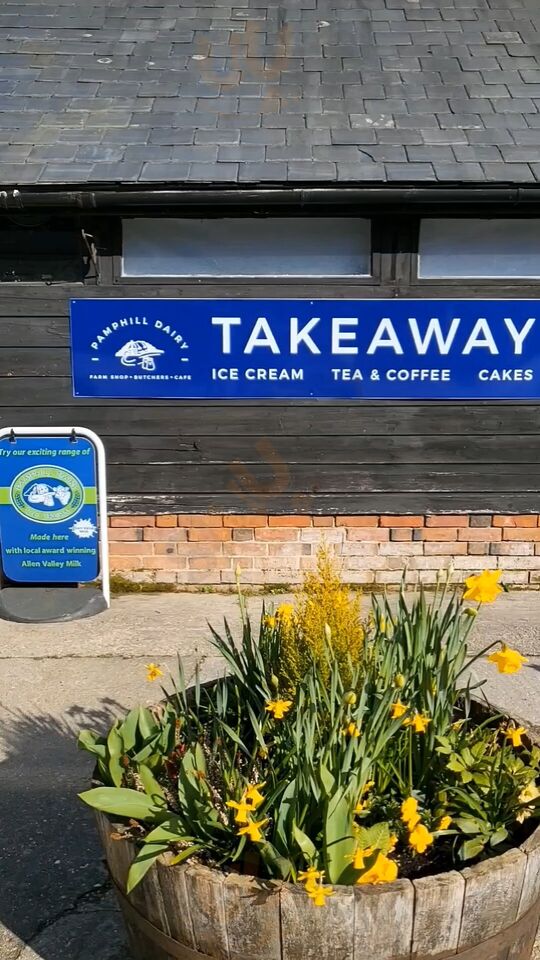 PAMPHILL DAIRY
FARM SHOP • BUTCHERS • CAFE
TAKEAWAY
ICE CREAM TEA & COFFEE CAKES
Try our exciting range of
Made here
with local award winning
Allen Valley Milk